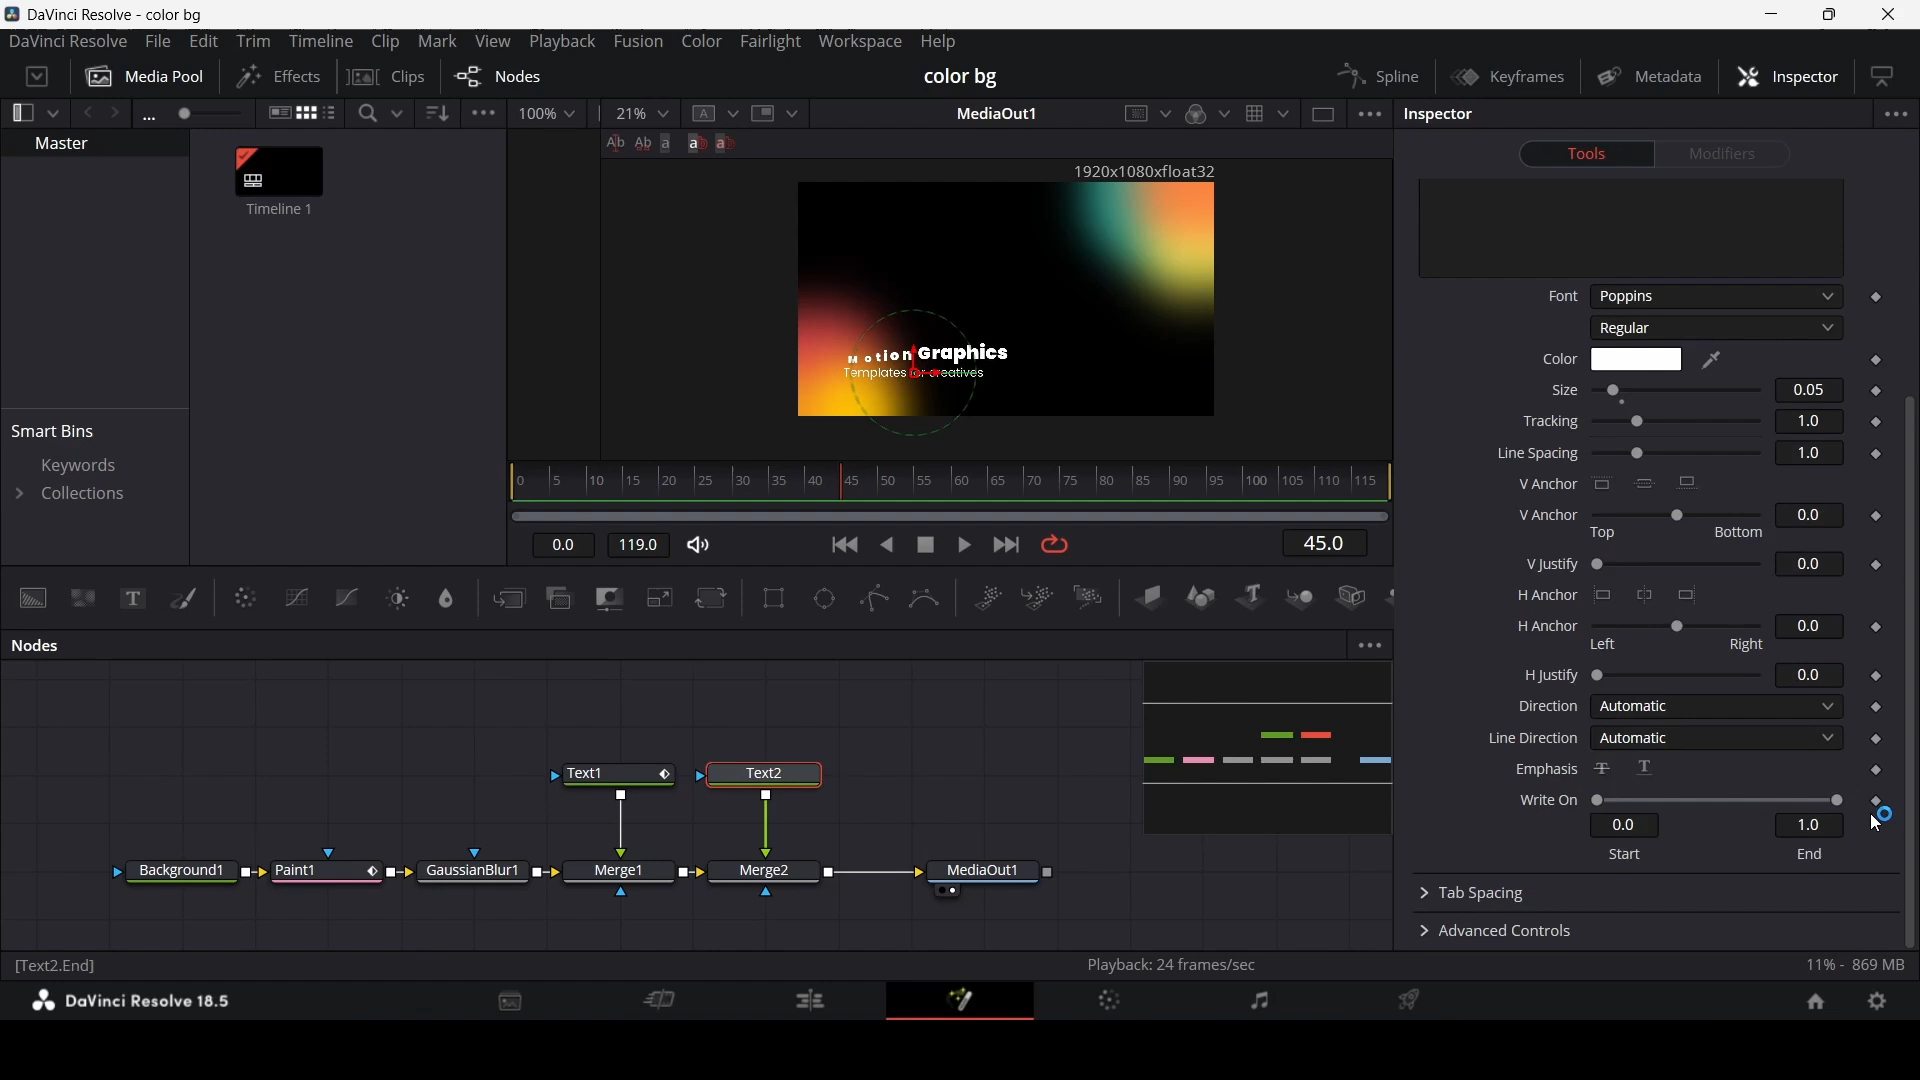 DaVinci Resolve - color bg
DaVinci Resolve File Edit Trim Timeline Clip Mark View Playback Fusion Color Fairlight Workspace Help
Media Pool Effects Clips Nodes color bg Spline Keyframes Metadata Inspector
... 100% 21% A MediaOut1 Inspector
Master
Timeline 1
1920x1080xfloat32
Motion Graphics
Templates for creatives
Tools Modifiers
Font Poppins
Regular
Color
Size 0.05
Tracking 1.0
Line Spacing 1.0
V Anchor
V Anchor 0.0
Top Bottom
V Justify 0.0
H Anchor
H Anchor 0.0
Left Right
H Justify 0.0
Direction Automatic
Line Direction Automatic
Emphasis T T
Write On
0.0 1.0
Start End
Tab Spacing
Advanced Controls
Smart Bins
Keywords
Collections
0 5 10 15 20 25 30 35 40 45 50 55 60 65 70 75 80 85 90 95 100 105 110 115
0.0 119.0 45.0
Nodes
Text1 Text2
Background1 Paint1 GaussianBlur1 Merge1 Merge2 MediaOut1
[Text2.End] Playback: 24 frames/sec 11% - 869 MB
DaVinci Resolve 18.5